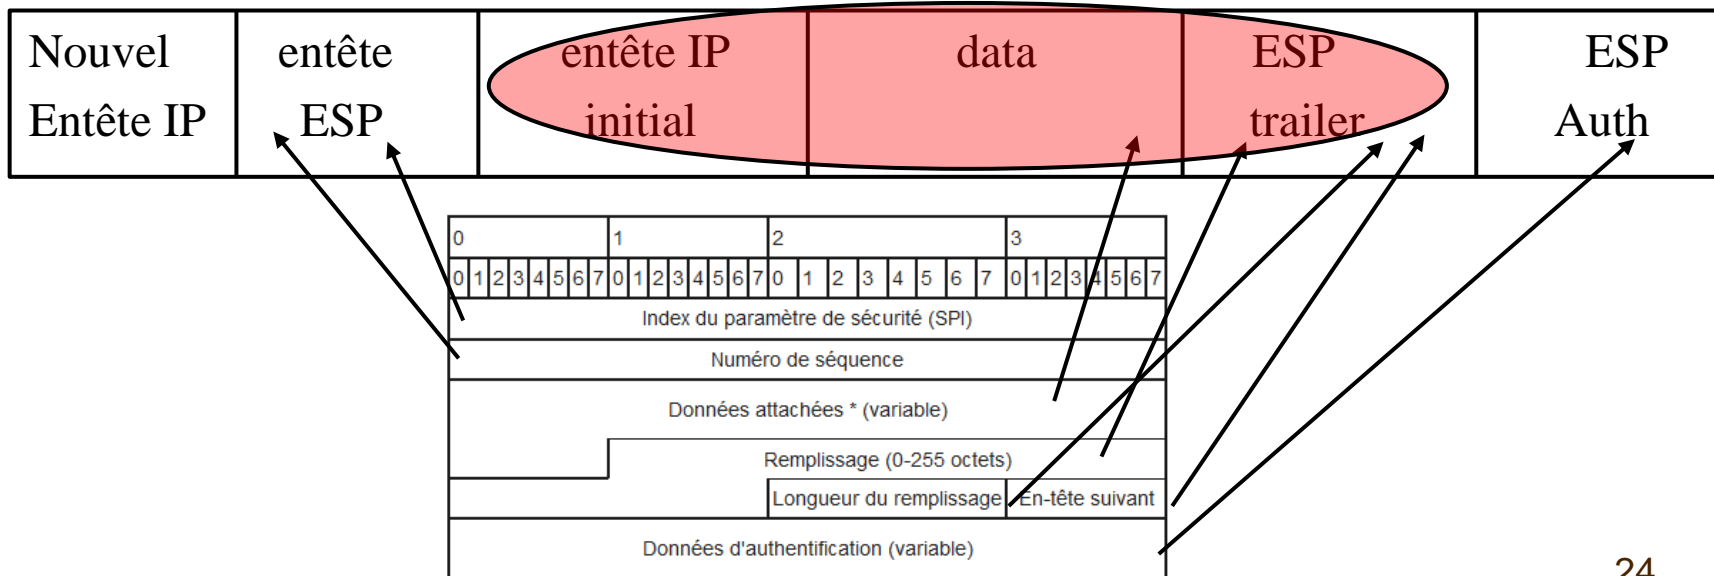 Nouvel entête entête IP data ESP ESP
Entête IP ESP initial trailer Auth
0 1 2 3
0 1 2 3 4 5 6 7 0 1 2 3 4 5 6 7 0 1 2 3 4 5 6 7 0 1 2 3 4 5 6 7
Index du paramètre de sécurité (SPI)
Numéro de séquence
Données attachées * (variable)
Remplissage (0-255 octets)
Longueur du remplissage En-tête suivant
Données d'authentification (variable)
24